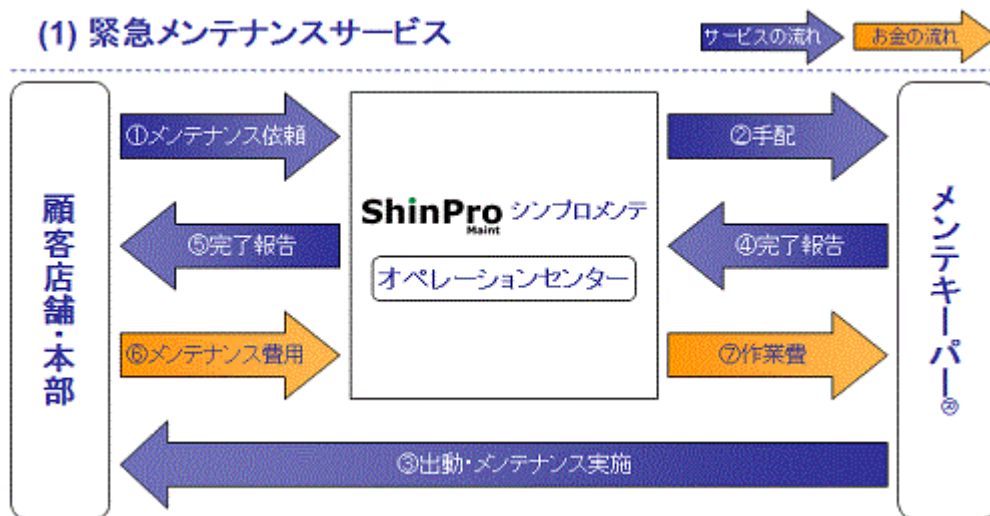 (1) 緊急メンテナンスサービス
サービスの流れ
お金の流れ
顧客店舗・本部
①メンテナンス依頼
②手配
ShinPro シンプロメンテ
Maint
オペレーションセンター
⑤完了報告
④完了報告
⑥メンテナンス費用
⑦作業費
③出動・メンテナンス実施
メンテキーパー®